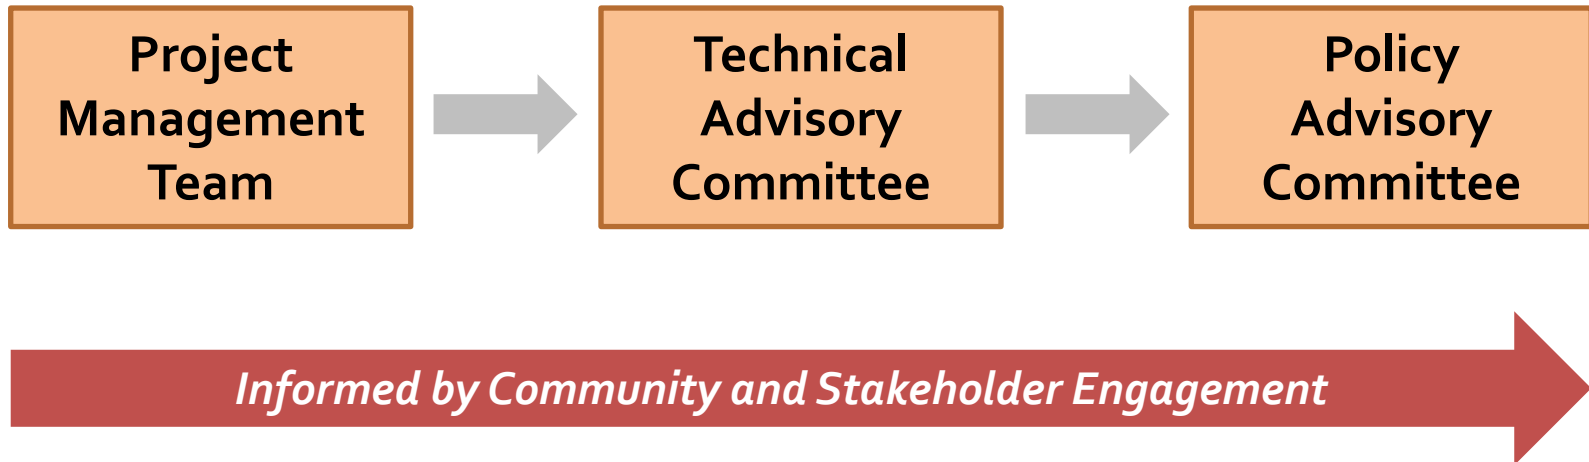 Project
Management
Team
Technical
Advisory
Committee
Policy
Advisory
Committee
Informed by Community and Stakeholder Engagement